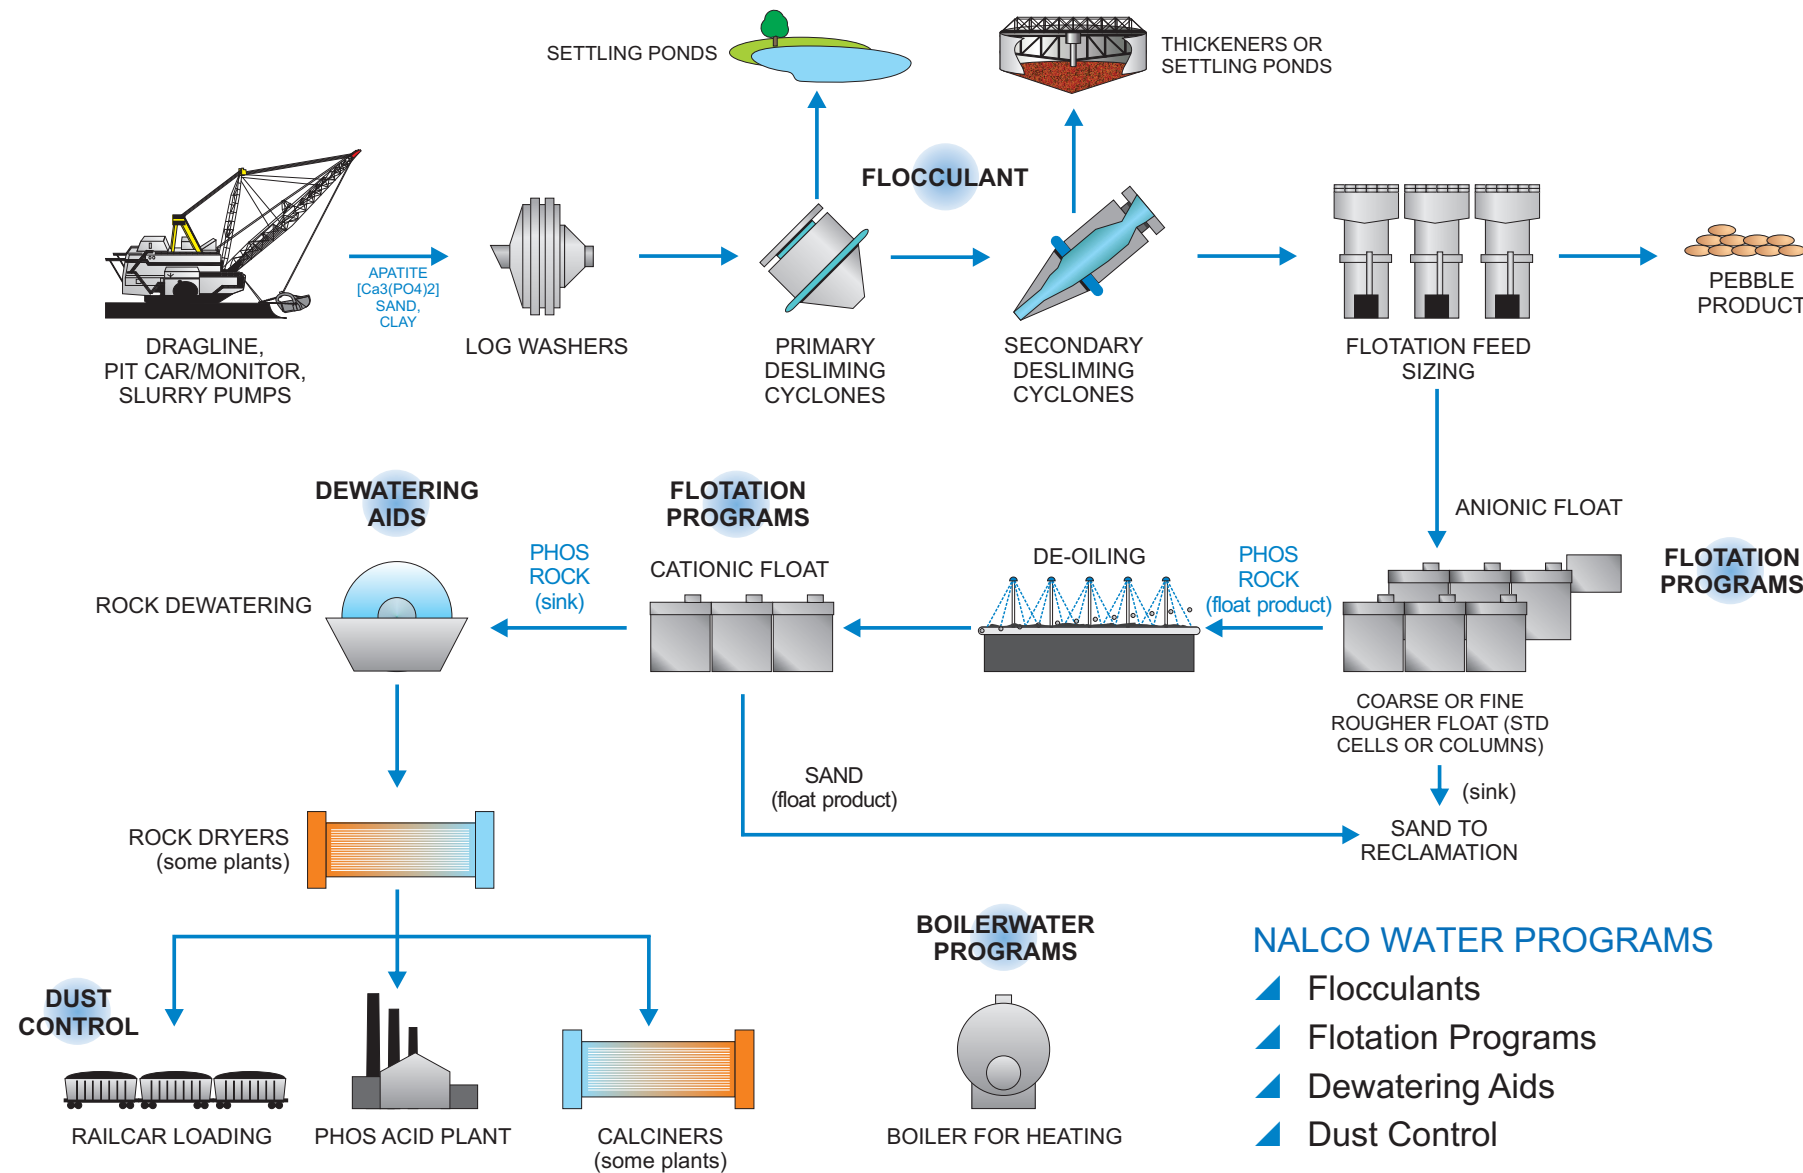 SETTLING PONDS
THICKENERS OR
SETTLING PONDS
FLOCCULANT
APATITE
[Ca3(PO4)2]
SAND,
CLAY
DRAGLINE,
PIT CAR/MONITOR,
SLURRY PUMPS
LOG WASHERS
PRIMARY
DESLIMING
CYCLONES
SECONDARY
DESLIMING
CYCLONES
FLOTATION FEED
SIZING
PEBBLE
PRODUCT
DEWATERING
AIDS
ROCK DEWATERING
PHOS
ROCK
(sink)
FLOTATION
PROGRAMS
CATIONIC FLOAT
DE-OILING
PHOS
ROCK
(float product)
ANIONIC FLOAT
FLOTATION
PROGRAMS
COARSE OR FINE
ROUGHER FLOAT (STD
CELLS OR COLUMNS)
(sink)
SAND
(float product)
SAND TO
RECLAMATION
ROCK DRYERS
(some plants)
DUST
CONTROL
RAILCAR LOADING
PHOS ACID PLANT
CALCINERS
(some plants)
BOILERWATER
PROGRAMS
BOILER FOR HEATING
NALCO WATER PROGRAMS
Flocculants
Flotation Programs
Dewatering Aids
Dust Control